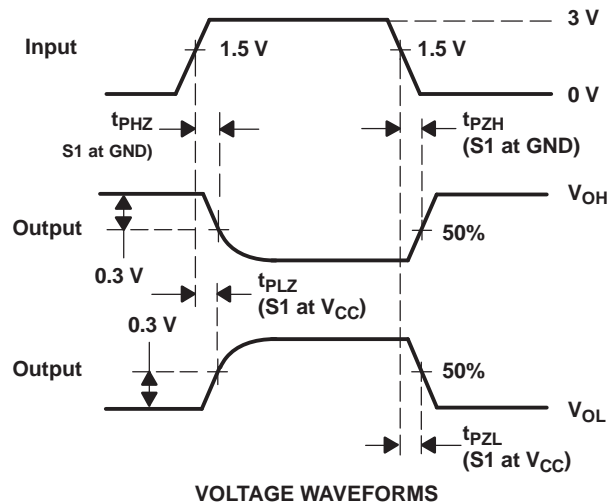 3 V
Input
1.5 V
1.5 V
0 V
tPHZ
S1 at GND)
tPZH
(S1 at GND)
VOH
Output
50%
0.3 V
tPLZ
(S1 at VCC)
0.3 V
Output
50%
VOL
tPZL
(S1 at VCC)
VOLTAGE WAVEFORMS